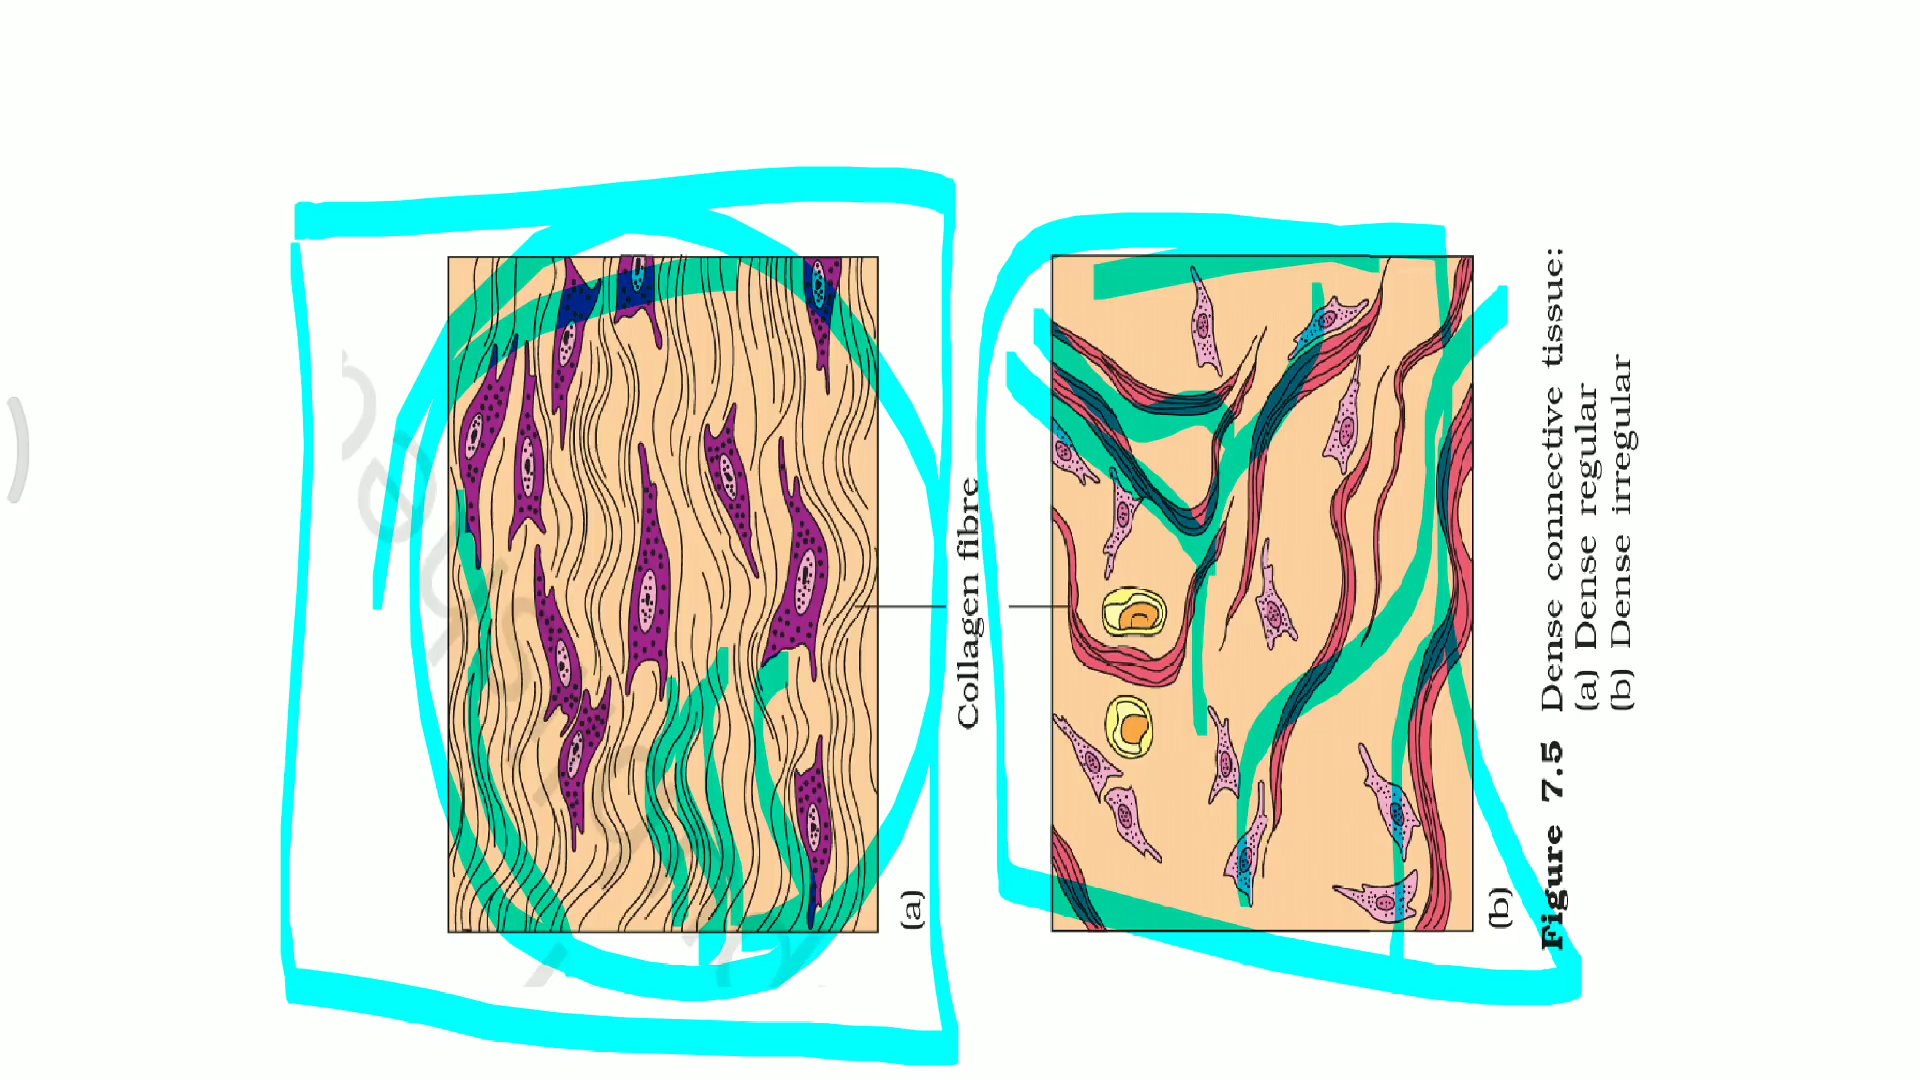 Collagen fibre
(a)
(b)
Figure 7.5 Dense connective tissue:
(a) Dense regular
(b) Dense irregular